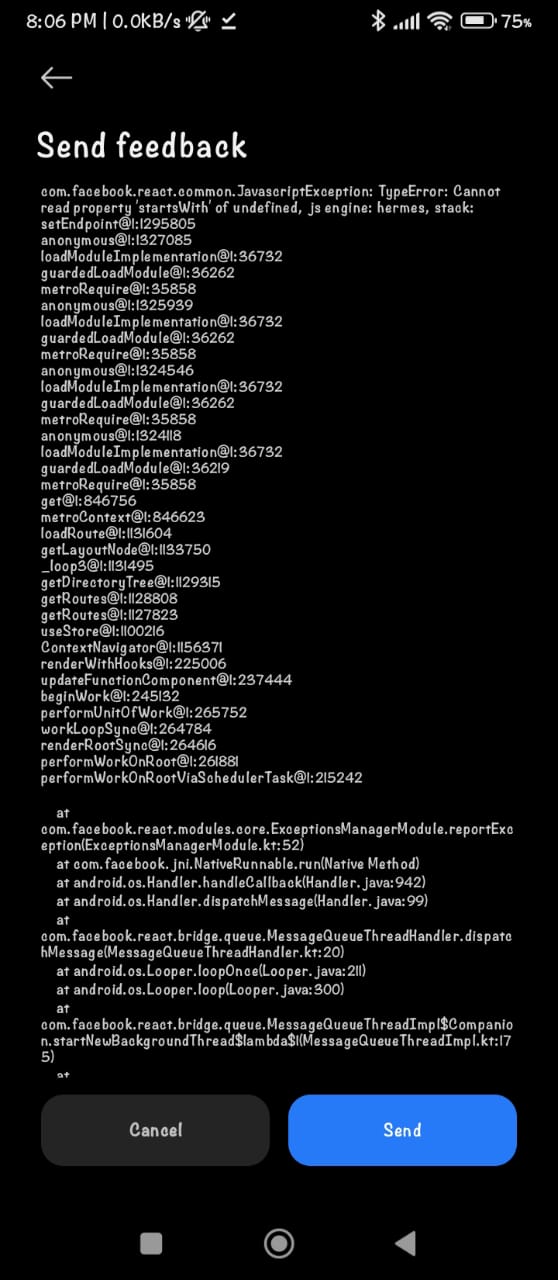 8:06 PM | 0.0KB/s
75%
Send feedback
com.facebook.react.common.JavascriptException: TypeError: Cannot
read property 'startsWith' of undefined, js engine: hermes, stack:
setEndpoint@1:1295805
anonymous@1:1327085
loadModuleImplementation@1:36732
guardedLoadModule@1:36262
metroRequire@1:35858
anonymous@1:1325939
loadModuleImplementation@1:36732
guardedLoadModule@1:36262
metroRequire@1:35858
anonymous@1:1324546
loadModuleImplementation@1:36732
guardedLoadModule@1:36262
metroRequire@1:35858
anonymous@1:1324118
loadModuleImplementation@1:36732
guardedLoadModule@1:36219
metroRequire@1:35858
get@1:846756
metroContext@1:846623
loadRoute@1:1131604
getLayoutNode@1:1133750
_loop3@1:1131495
getDirectoryTree@1:1129315
getRoutes@1:1128808
getRoutes@1:1127823
useStore@1:1100216
ContextNavigator@1:1156371
renderWithHooks@1:225006
updateFunctionComponent@1:237444
beginWork@1:245132
performUnitOfWork@1:265752
workLoopSync@1:264784
renderRootSync@1:264616
performWorkOnRoot@1:261881
performWorkOnRootViaSchedulerTask@1:215242
at
com.facebook.react.modules.core.ExceptionsManagerModule.reportExc
eption(ExceptionsManagerModule.kt:52)
at com.facebook.jni.NativeRunnable.run(Native Method)
at android.os.Handler.handleCallback(Handler.java:942)
at android.os.Handler.dispatchMessage(Handler.java:99)
at
com.facebook.react.bridge.queue.MessageQueueThreadHandler.dispatc
hMessage(MessageQueueThreadHandler.kt:20)
at android.os.Looper.loopOnce(Looper.java:211)
at android.os.Looper.loop(Looper.java:300)
at
com.facebook.react.bridge.queue.MessageQueueThreadImpl$Companio
n.startNewBackgroundThread$lambda$1(MessageQueueThreadImpl.kt:17
5)
at
Cancel
Send